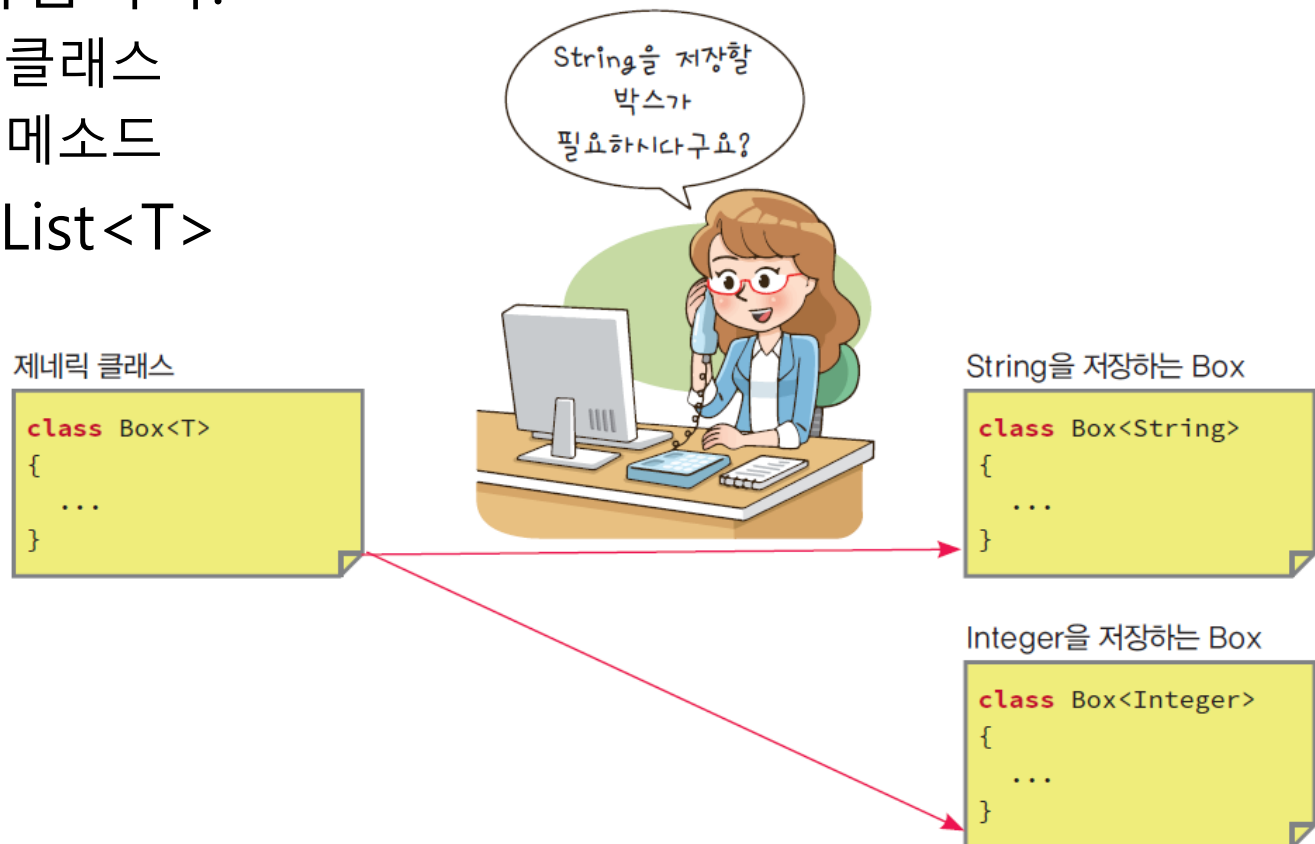 클래스
메소드
List<T>
String을 저장할
박스가
필요하시다구요?
제네릭 클래스
class Box<T>
{
...
}
String을 저장하는 Box
class Box<String>
{
...
}
Integer을 저장하는 Box
class Box<Integer>
{
...
}